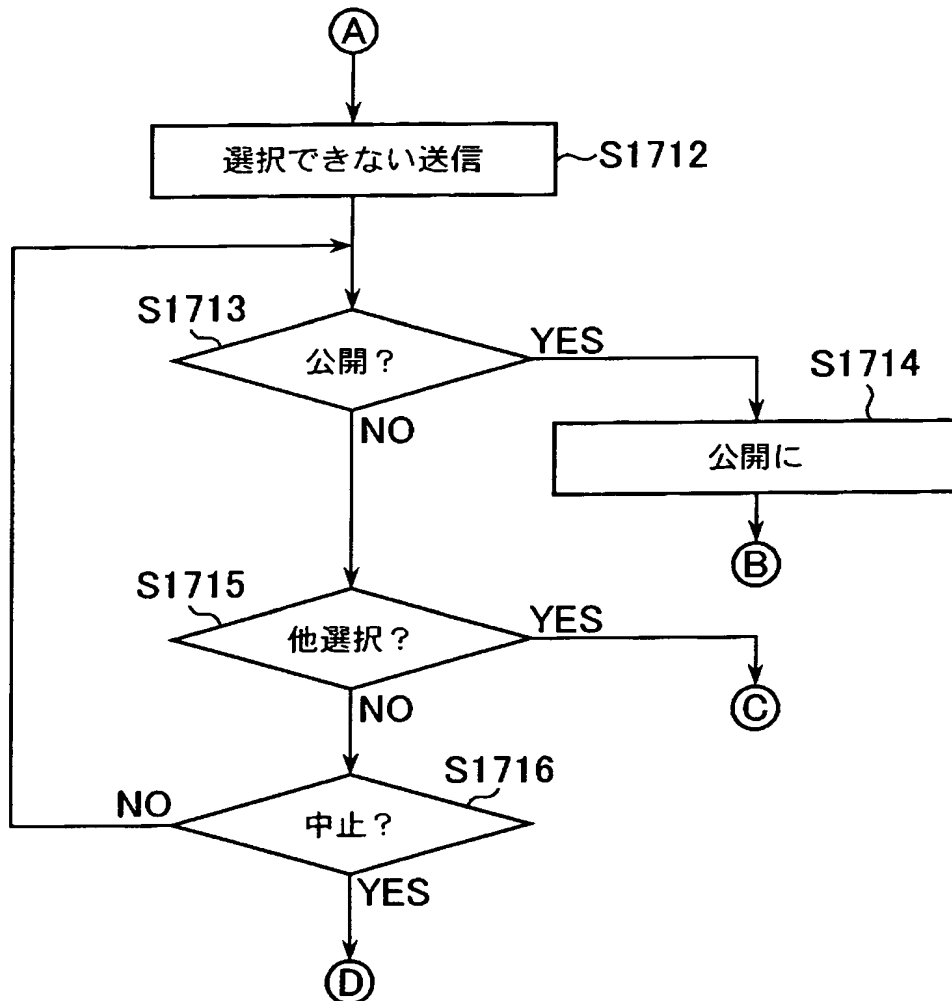 A
選択できない送信
S1712
S1713
公開?
YES
NO
S1714
公開に
B
S1715
他選択?
YES
NO
C
S1716
中止?
NO
YES
D